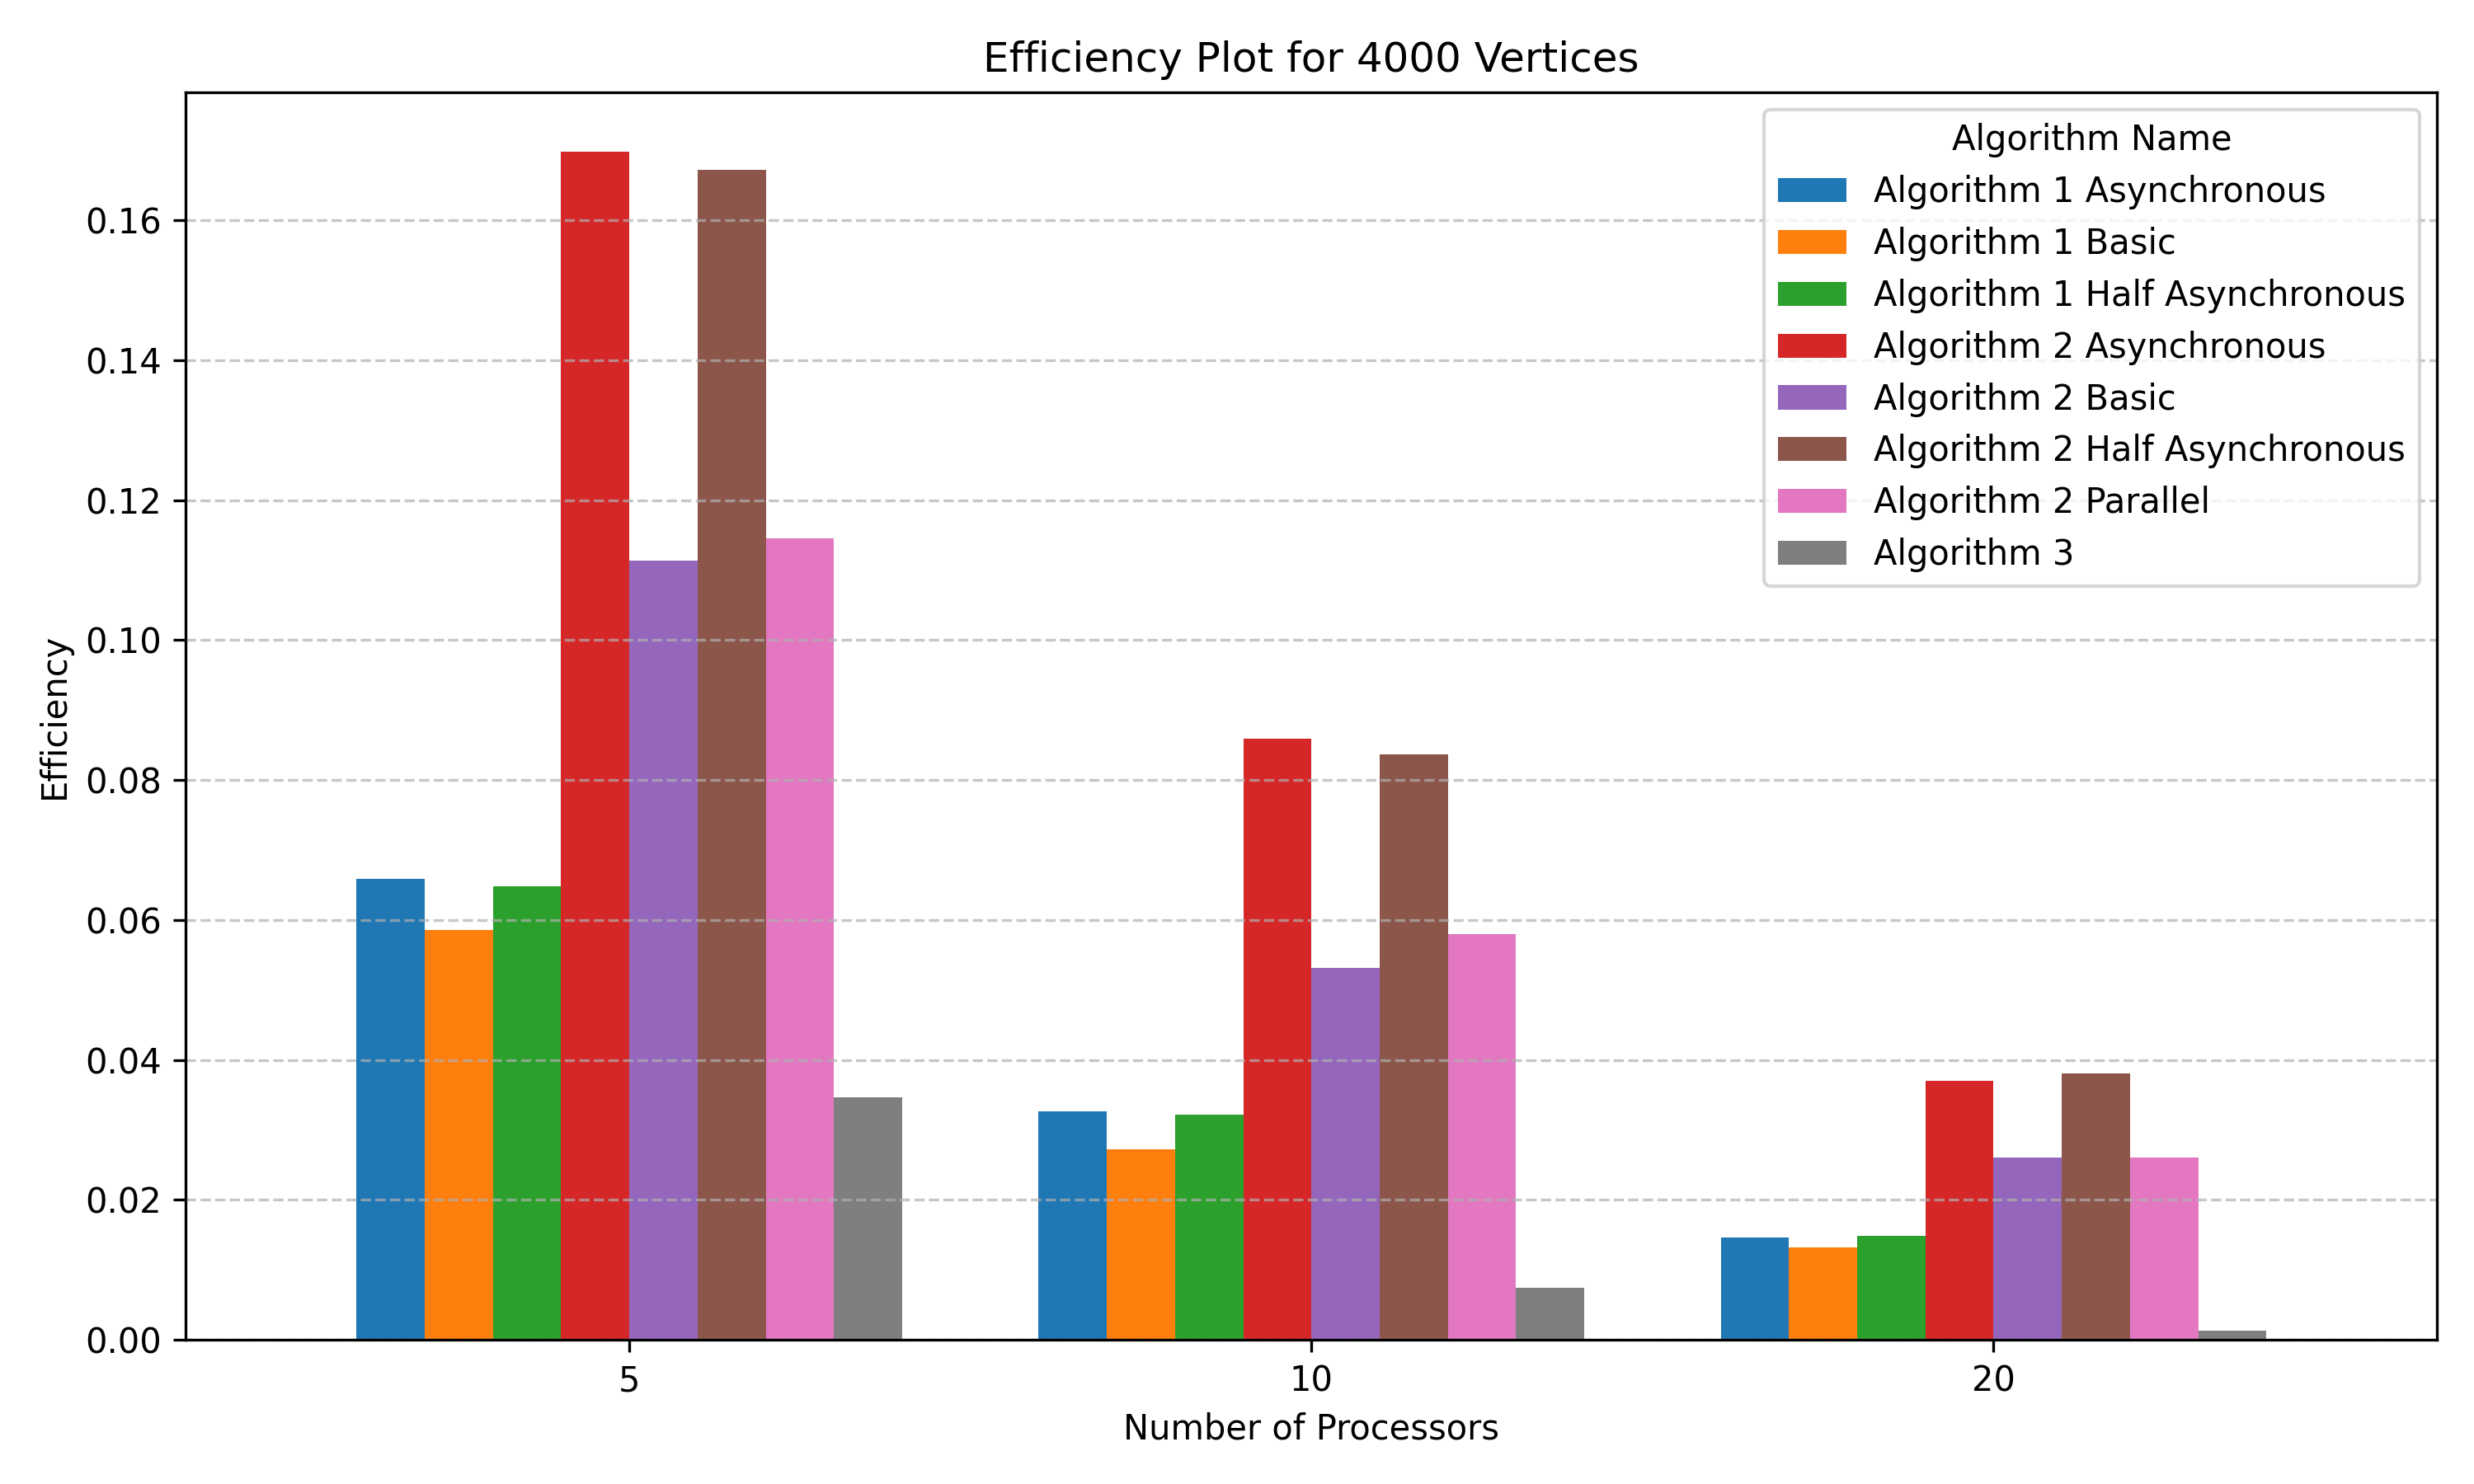 Efficiency Plot for 4000 Vertices
Algorithm Name
Algorithm 1 Asynchronous
Algorithm 1 Basic
Algorithm 1 Half Asynchronous
Algorithm 2 Asynchronous
Algorithm 2 Basic
Algorithm 2 Half Asynchronous
Algorithm 2 Parallel
Algorithm 3
Efficiency
0.16
0.14
0.12
0.10
0.08
0.06
0.04
0.02
0.00
5
10
20
Number of Processors